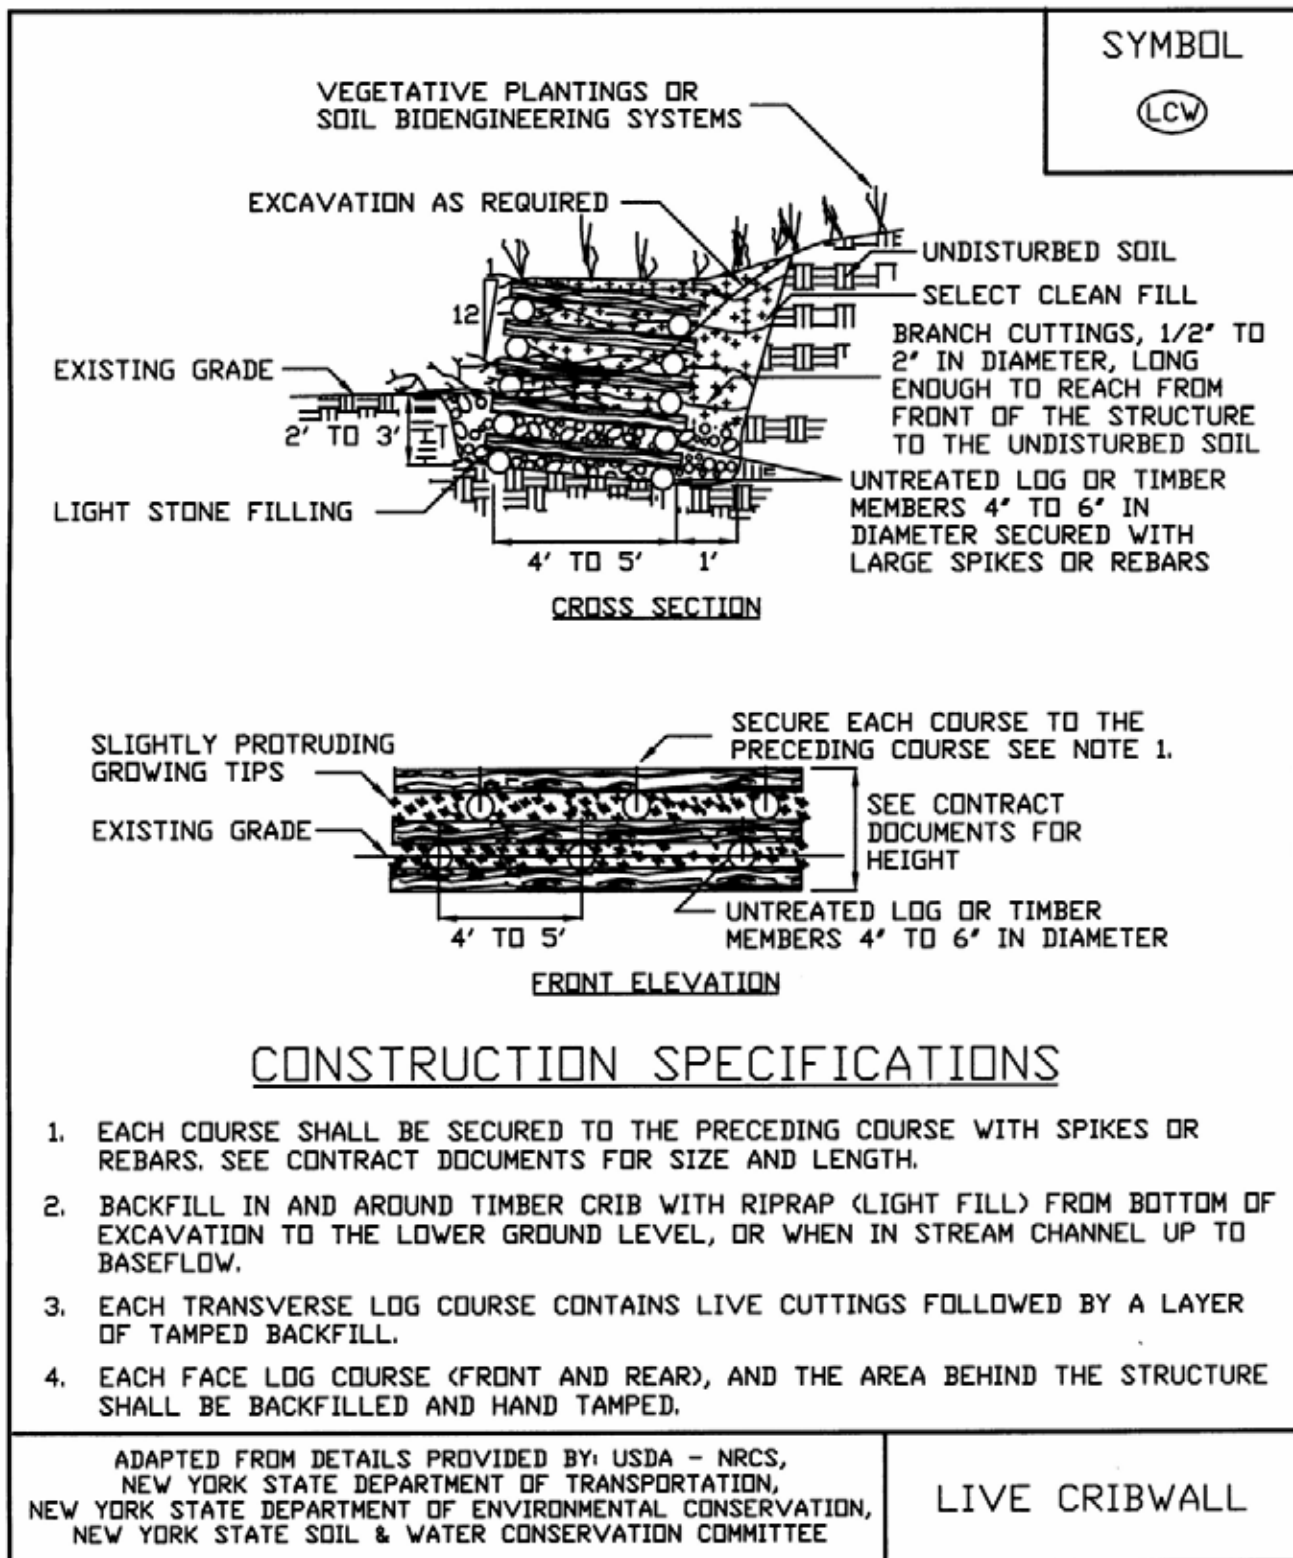 SYMBOL
LCW
VEGETATIVE PLANTINGS OR
SOIL BIOENGINEERING SYSTEMS
EXCAVATION AS REQUIRED
UNDISTURBED SOIL
SELECT CLEAN FILL
1
12
BRANCH CUTTINGS, 1/2" TO
2" IN DIAMETER, LONG
ENOUGH TO REACH FROM
FRONT OF THE STRUCTURE
TO THE UNDISTURBED SOIL
EXISTING GRADE
2' TO 3'
LIGHT STONE FILLING
UNTREATED LOG OR TIMBER
MEMBERS 4" TO 6" IN
DIAMETER SECURED WITH
LARGE SPIKES OR REBARS
4' TO 5'
1'
CROSS SECTION
SECURE EACH COURSE TO THE
PRECEDING COURSE SEE NOTE 1.
SLIGHTLY PROTRUDING
GROWING TIPS
EXISTING GRADE
SEE CONTRACT
DOCUMENTS FOR
HEIGHT
4' TO 5'
UNTREATED LOG OR TIMBER
MEMBERS 4" TO 6" IN DIAMETER
FRONT ELEVATION
CONSTRUCTION SPECIFICATIONS
1. EACH COURSE SHALL BE SECURED TO THE PRECEDING COURSE WITH SPIKES OR
REBARS. SEE CONTRACT DOCUMENTS FOR SIZE AND LENGTH.
2. BACKFILL IN AND AROUND TIMBER CRIB WITH RIPRAP (LIGHT FILL) FROM BOTTOM OF
EXCAVATION TO THE LOWER GROUND LEVEL, OR WHEN IN STREAM CHANNEL UP TO
BASEFLOW.
3. EACH TRANSVERSE LOG COURSE CONTAINS LIVE CUTTINGS FOLLOWED BY A LAYER
OF TAMPED BACKFILL.
4. EACH FACE LOG COURSE (FRONT AND REAR), AND THE AREA BEHIND THE STRUCTURE
SHALL BE BACKFILLED AND HAND TAMPED.
ADAPTED FROM DETAILS PROVIDED BY: USDA - NRCS,
NEW YORK STATE DEPARTMENT OF TRANSPORTATION,
NEW YORK STATE DEPARTMENT OF ENVIRONMENTAL CONSERVATION,
NEW YORK STATE SOIL & WATER CONSERVATION COMMITTEE
LIVE CRIBWALL